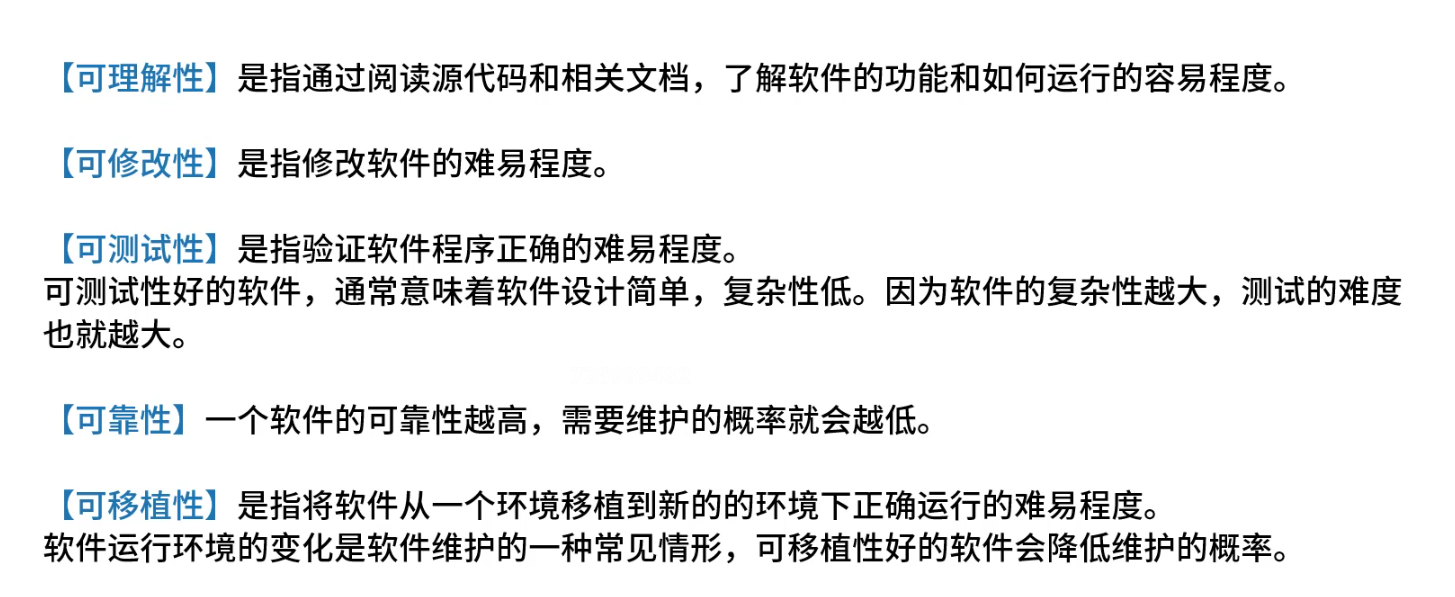 【可理解性】是指通过阅读源代码和相关文档，了解软件的功能和如何运行的容易程度。
【可修改性】是指修改软件的难易程度。
【可测试性】是指验证软件程序正确的难易程度。
可测试性好的软件，通常意味着软件设计简单，复杂性低。因为软件的复杂性越大，测试的难度
也就越大。
【可靠性】一个软件的可靠性越高，需要维护的概率就会越低。
【可移植性】是指将软件从一个环境移植到新的的环境下正确运行的难易程度。
软件运行环境的变化是软件维护的一种常见情形，可移植性好的软件会降低维护的概率。